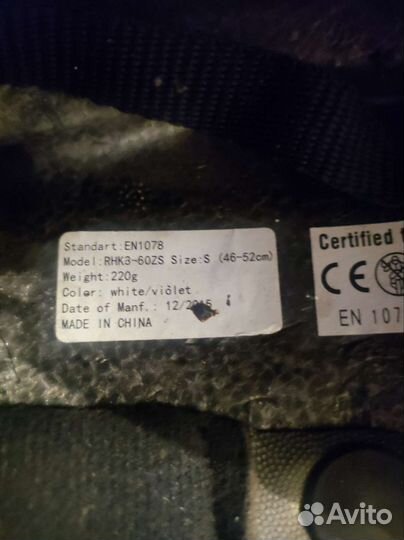 Standart:EN1078
Model:RHK3-60ZS Size:S (46-52cm)
Weight:220g
Color: white/violet
Date of Manf.: 12/2015
MADE IN CHINA
Certified
CE
EN 107
Avito